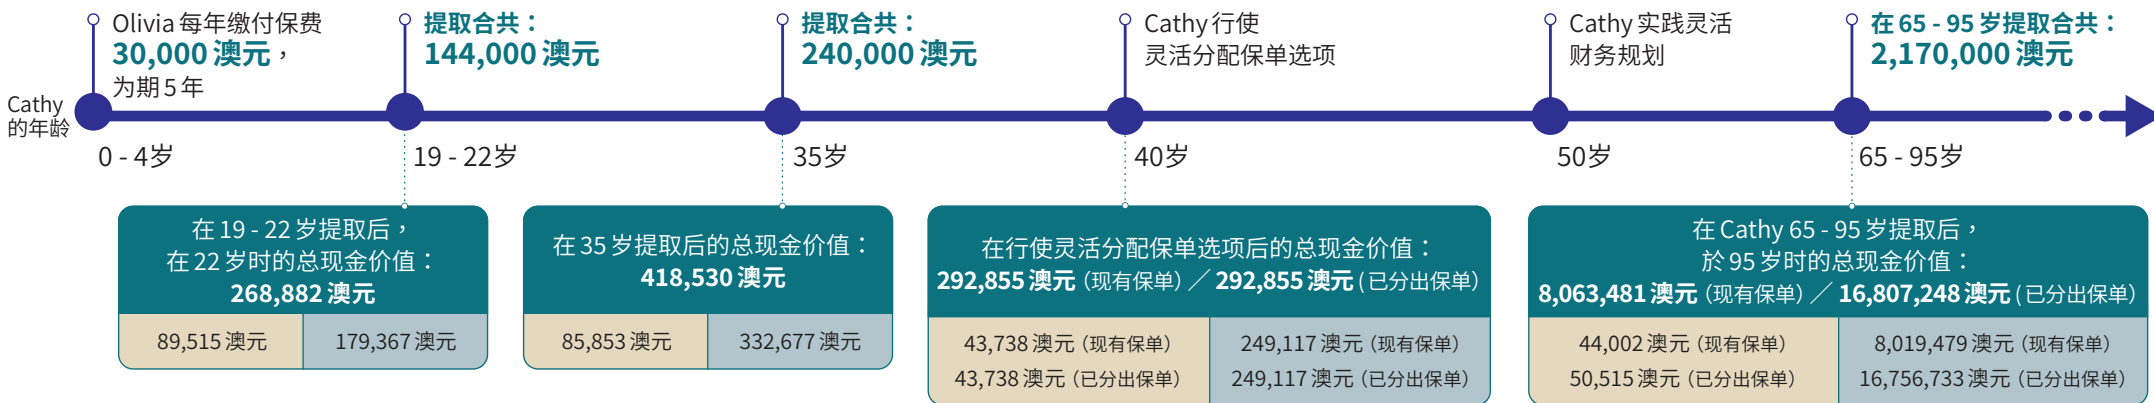 Olivia 每年缴付保费
30,000 澳元，
为期 5 年
提取合共：
144,000 澳元
提取合共：
240,000 澳元
Cathy 行使
灵活分配保单选项
Cathy 实践灵活
财务规划
在 65 - 95 岁提取合共：
2,170,000 澳元
Cathy
的年龄
0 - 4岁
19 - 22岁
35岁
40岁
50岁
65 - 95岁
在 19 - 22 岁提取后，
在 22 岁时的总现金价值：
268,882 澳元
89,515 澳元
179,367 澳元
在 35 岁提取后的总现金价值：
418,530 澳元
85,853 澳元
332,677 澳元
在行使灵活分配保单选项后的总现金价值：
292,855 澳元（现有保单）／ 292,855 澳元 ( 已分出保单）
43,738 澳元（现有保单）
43,738 澳元（已分出保单）
249,117 澳元（现有保单）
249,117 澳元（已分出保单）
在 Cathy 65 - 95 岁提取后，
於 95 岁时的总现金价值：
8,063,481 澳元（现有保单）／ 16,807,248 澳元 ( 已分出保单）
44,002 澳元（现有保单）
50,515 澳元（已分出保单）
8,019,479 澳元（现有保单）
16,756,733 澳元（已分出保单）